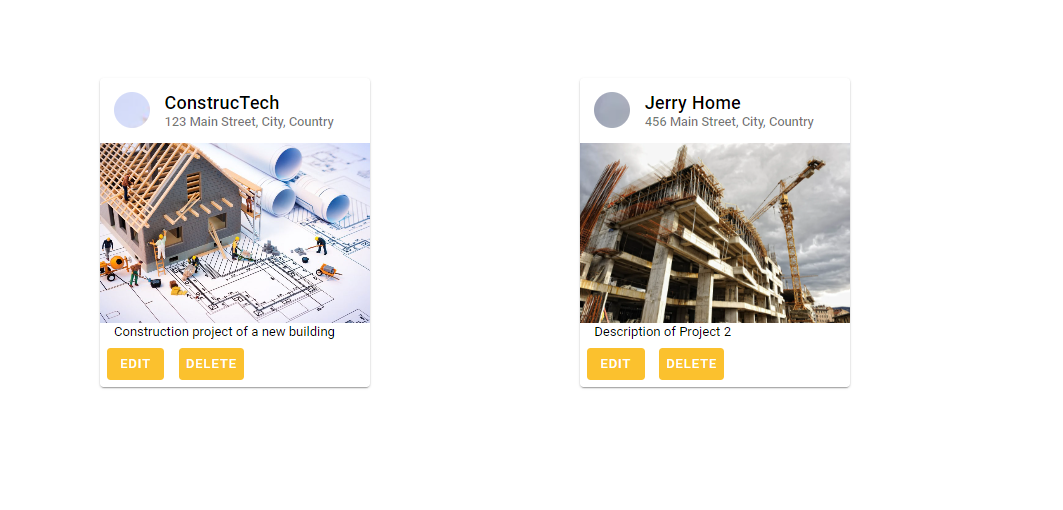 ConstrucTech
123 Main Street, City, Country
Construction project of a new building
EDIT DELETE
Jerry Home
456 Main Street, City, Country
Description of Project 2
EDIT DELETE